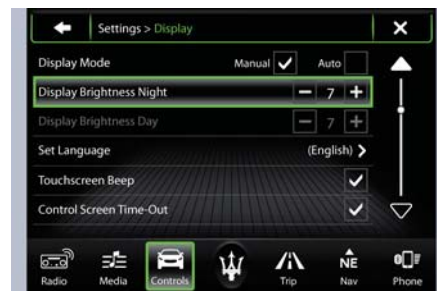 Settings > Display
Display Mode Manual Auto
Display Brightness Night 7
Display Brightness Day 7
Set Language (English)
Touchscreen Beep
Control Screen Time-Out
Radio Media Controls Trip NE Nav Phone